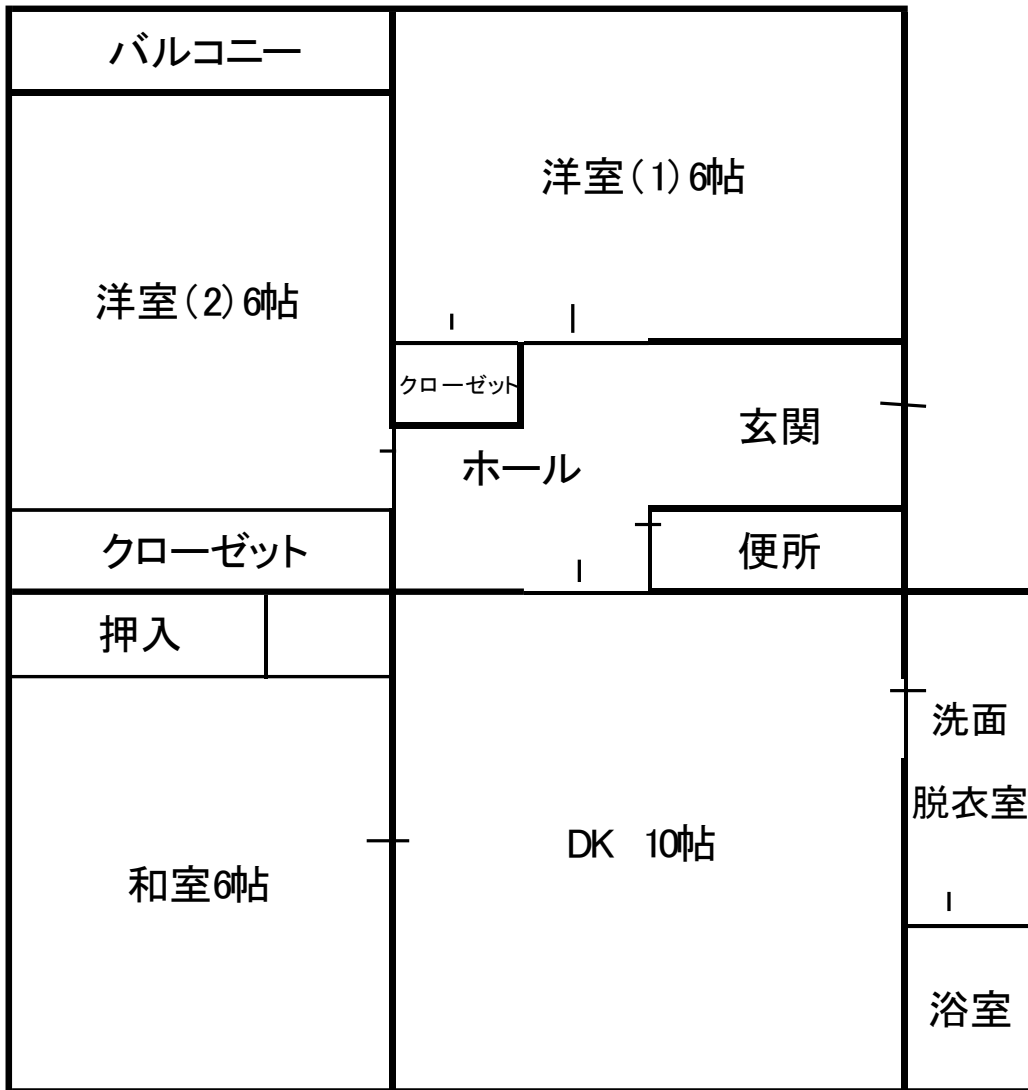 バルコニー
洋室(1)6帖
洋室(2)6帖
クローゼット
玄関
ホール
クローゼット
便所
押入
洗面
脱衣室
DK 10帖
和室6帖
浴室